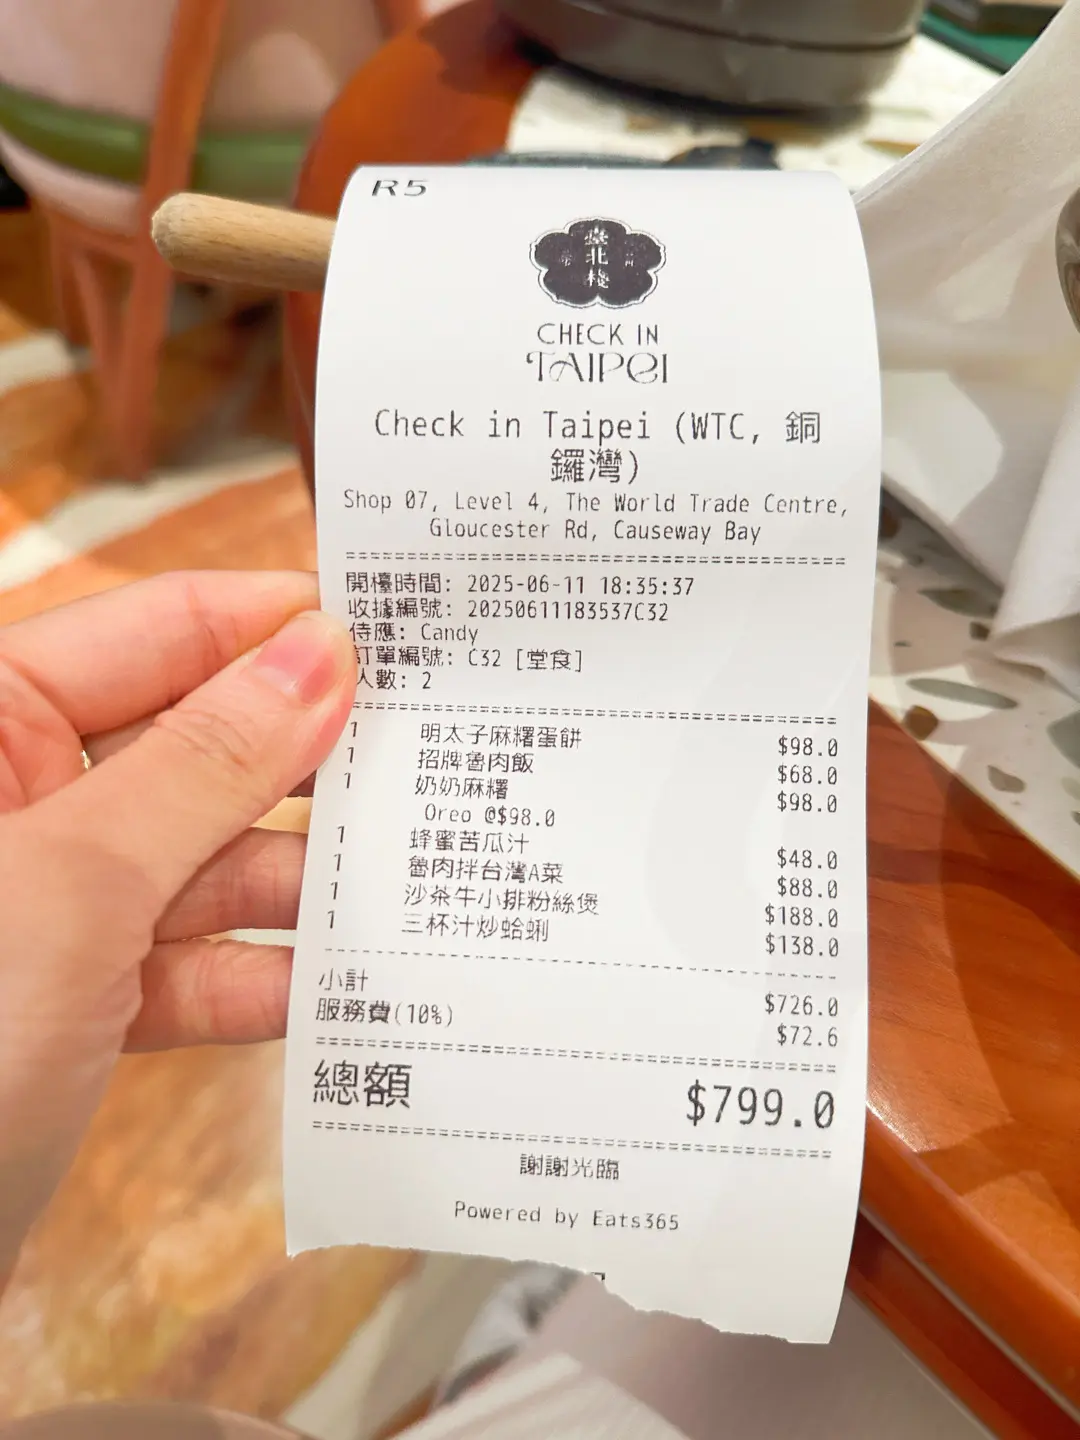 R5
臺北棧
CHECK IN
TAIPEI
Check in Taipei (WTC, 銅
鑼灣)
Shop 07, Level 4, The World Trade Centre,
Gloucester Rd, Causeway Bay
開檯時間: 2025-06-11 18:35:37
收據編號: 20250611183537C32
侍應: Candy
訂單編號: C32 [堂食]
人數: 2
1 明太子麻糬蛋餅 $98.0
1 招牌魯肉飯 $68.0
1 奶奶麻糬 $98.0
Oreo @$98.0
1 蜂蜜苦瓜汁 $48.0
1 魯肉拌台灣A菜 $88.0
1 沙茶牛小排粉絲煲 $188.0
1 三杯汁炒蛤蜊 $138.0
小計 $726.0
服務費(10%) $72.6
總額 $799.0
謝謝光臨
Powered by Eats365